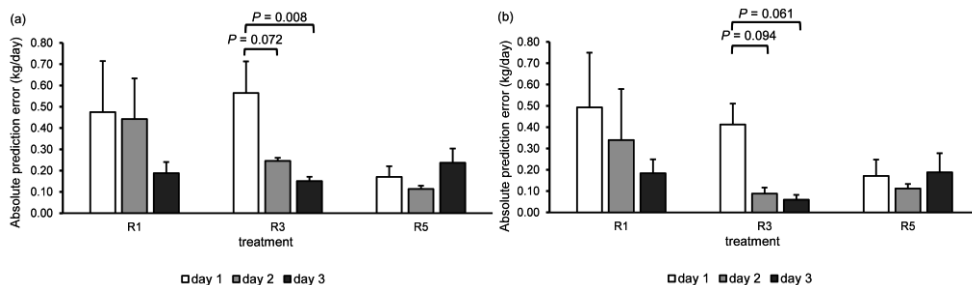 (a)
P = 0.008
P = 0.072
Absolute prediction error (kg/day)
0.80
0.70
0.60
0.50
0.40
0.30
0.20
0.10
0.00
R1 R3 R5
treatment
day 1 day 2 day 3
(b)
P = 0.061
P = 0.094
Absolute prediction error (kg/day)
0.80
0.70
0.60
0.50
0.40
0.30
0.20
0.10
0.00
R1 R3 R5
treatment
day 1 day 2 day 3